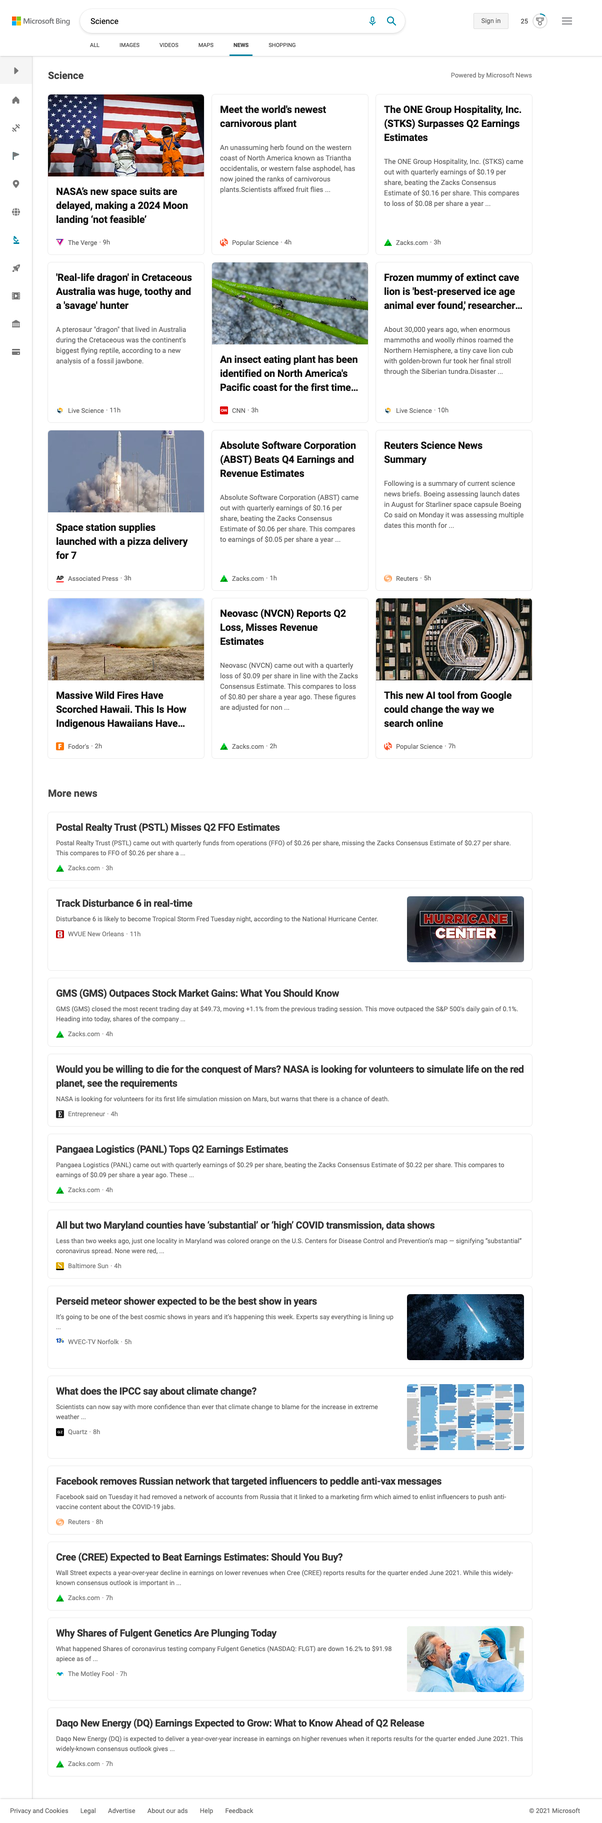 Microsoft Bing
Science
Sign in
25
ALL IMAGES VIDEOS MAPS NEWS SHOPPING
Science
Powered by Microsoft News
NASA's new space suits are
delayed, making a 2024 Moon
landing 'not feasible'
The Verge · 9h
Meet the world's newest
carnivorous plant
An unassuming herb found on the western
coast of North America known as Triantha
occidentalis, or western false asphodel, has
now joined the ranks of carnivorous
plants.Scientists affixed fruit flies ...
Popular Science · 4h
The ONE Group Hospitality, Inc.
(STKS) Surpasses Q2 Earnings
Estimates
The ONE Group Hospitality, Inc. (STKS) came
out with quarterly earnings of $0.19 per
share, beating the Zacks Consensus
Estimate of $0.16 per share. This compares
to loss of $0.08 per share a year ...
Zacks.com · 3h
'Real-life dragon' in Cretaceous
Australia was huge, toothy and
a 'savage' hunter
A pterosaur "dragon" that lived in Australia
during the Cretaceous was the continent's
biggest flying reptile, according to a new
analysis of a fossil jawbone.
Live Science · 11h
An insect eating plant has been
identified on North America's
Pacific coast for the first time...
CNN · 3h
Frozen mummy of extinct cave
lion is 'best-preserved ice age
animal ever found,' researcher...
About 30,000 years ago, when enormous
mammoths and woolly rhinos roamed the
Northern Hemisphere, a tiny cave lion cub
with golden-brown fur took her final stroll
through the Siberian tundra.Disaster ...
Live Science · 10h
Space station supplies
launched with a pizza delivery
for 7
AP Associated Press · 3h
Absolute Software Corporation
(ABST) Beats Q4 Earnings and
Revenue Estimates
Absolute Software Corporation (ABST) came
out with quarterly earnings of $0.16 per
share, beating the Zacks Consensus
Estimate of $0.06 per share. This compares
to earnings of $0.05 per share a year ...
Zacks.com · 1h
Reuters Science News
Summary
Following is a summary of current science
news briefs. Boeing assessing launch dates
in August for Starliner space capsule Boeing
Co said on Monday it was assessing multiple
dates this month for ...
Reuters · 5h
Massive Wild Fires Have
Scorched Hawaii. This Is How
Indigenous Hawaiians Have...
F Fodor's · 2h
Neovasc (NVCN) Reports Q2
Loss, Misses Revenue
Estimates
Neovasc (NVCN) came out with a quarterly
loss of $0.09 per share in line with the Zacks
Consensus Estimate. This compares to loss
of $0.80 per share a year ago. These figures
are adjusted for non ...
Zacks.com · 2h
This new AI tool from Google
could change the way we
search online
Popular Science · 7h
More news
Postal Realty Trust (PSTL) Misses Q2 FFO Estimates
Postal Realty Trust (PSTL) came out with quarterly funds from operations (FFO) of $0.26 per share, missing the Zacks Consensus Estimate of $0.27 per share.
This compares to FFO of $0.26 per share a ...
Zacks.com · 3h
Track Disturbance 6 in real-time
Disturbance 6 is likely to become Tropical Storm Fred Tuesday night, according to the National Hurricane Center.
WVUE New Orleans · 11h
HURRICANE
CENTER
GMS (GMS) Outpaces Stock Market Gains: What You Should Know
GMS (GMS) closed the most recent trading day at $49.73, moving +1.1% from the previous trading session. This move outpaced the S&P 500's daily gain of 0.1%.
Heading into today, shares of the company ...
Zacks.com · 4h
Would you be willing to die for the conquest of Mars? NASA is looking for volunteers to simulate life on the red
planet, see the requirements
NASA is looking for volunteers for its first life simulation mission on Mars, but warns that there is a chance of death.
E Entrepreneur · 4h
Pangaea Logistics (PANL) Tops Q2 Earnings Estimates
Pangaea Logistics (PANL) came out with quarterly earnings of $0.29 per share, beating the Zacks Consensus Estimate of $0.22 per share. This compares to
earnings of $0.09 per share a year ago. These ...
Zacks.com · 4h
All but two Maryland counties have 'substantial' or 'high' COVID transmission, data shows
Less than two weeks ago, just one locality in Maryland was colored orange on the U.S. Centers for Disease Control and Prevention's map — signifying "substantial"
coronavirus spread. None were red, ...
Baltimore Sun · 4h
Perseid meteor shower expected to be the best show in years
It's going to be one of the best cosmic shows in years and it's happening this week. Experts say everything is lining up
...
WVEC-TV Norfolk · 5h
What does the IPCC say about climate change?
Scientists can now say with more confidence than ever that climate change to blame for the increase in extreme
weather ...
Quartz · 8h
Facebook removes Russian network that targeted influencers to peddle anti-vax messages
Facebook said on Tuesday it had removed a network of accounts from Russia that it linked to a marketing firm which aimed to enlist influencers to push anti-
vaccine content about the COVID-19 jabs.
Reuters · 8h
Cree (CREE) Expected to Beat Earnings Estimates: Should You Buy?
Wall Street expects a year-over-year decline in earnings on lower revenues when Cree (CREE) reports results for the quarter ended June 2021. While this widely-
known consensus outlook is important in ...
Zacks.com · 7h
Why Shares of Fulgent Genetics Are Plunging Today
What happened Shares of coronavirus testing company Fulgent Genetics (NASDAQ: FLGT) are down 16.2% to $91.98
apiece as of ...
The Motley Fool · 7h
Daqo New Energy (DQ) Earnings Expected to Grow: What to Know Ahead of Q2 Release
Daqo New Energy (DQ) is expected to deliver a year-over-year increase in earnings on higher revenues when it reports results for the quarter ended June 2021. This
widely-known consensus outlook gives ...
Zacks.com · 7h
Privacy and Cookies Legal Advertise About our ads Help Feedback
© 2021 Microsoft